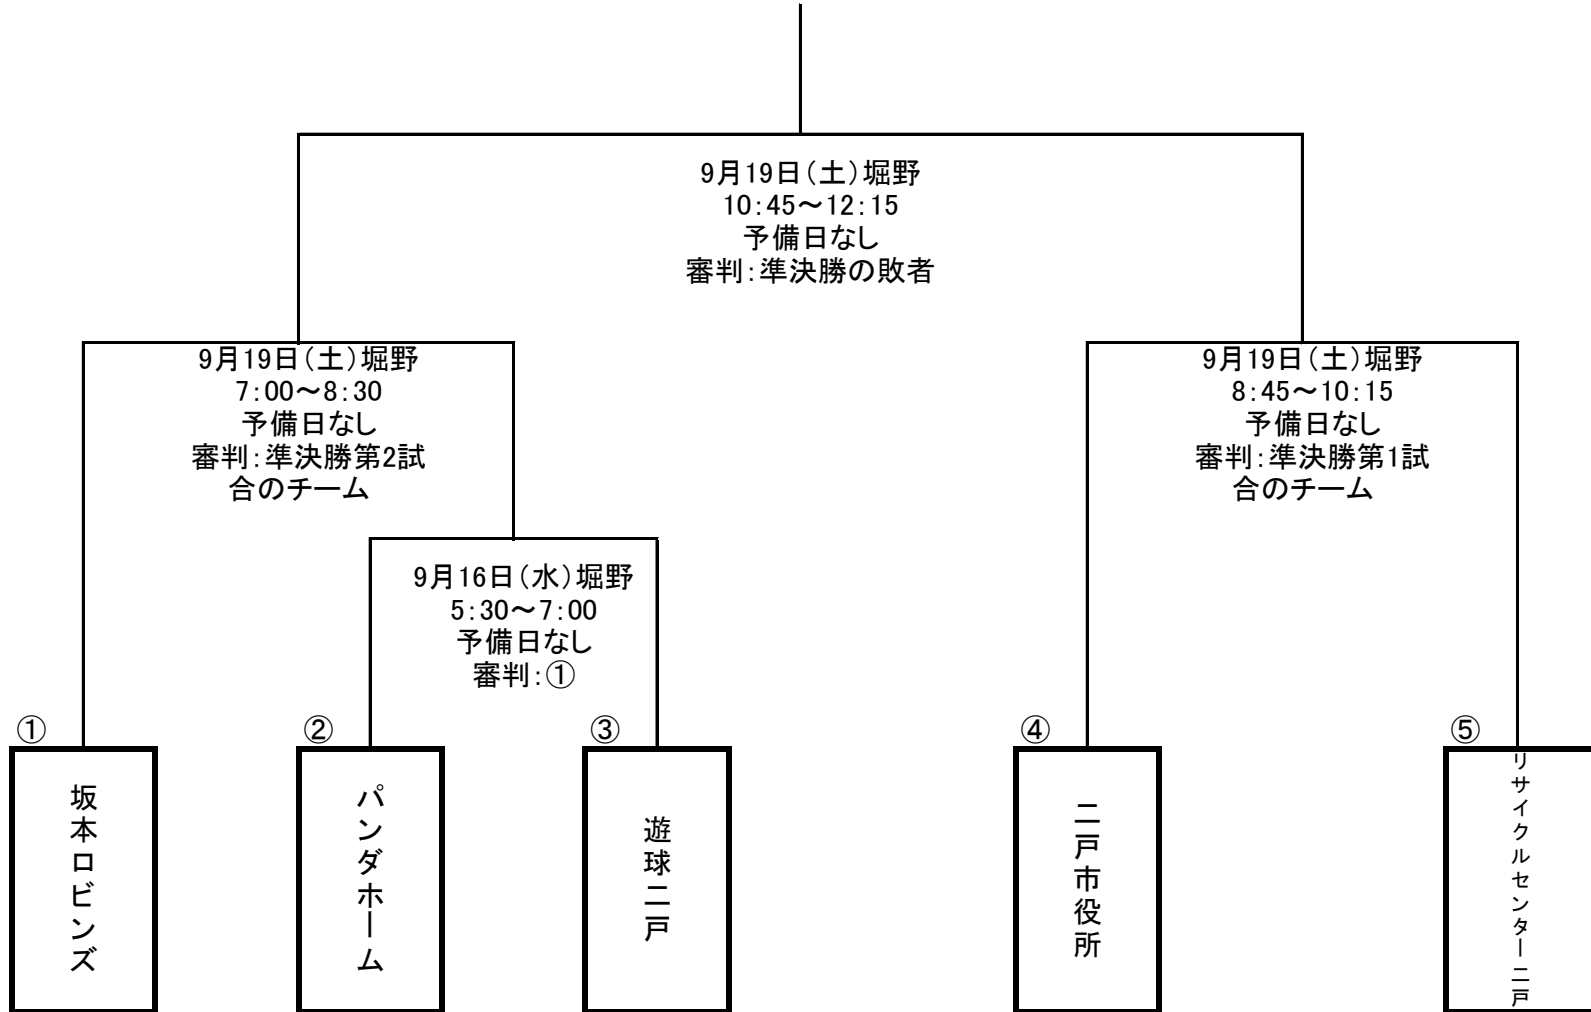 9月19日(土)堀野
10:45～12:15
予備日なし
審判:準決勝の敗者
9月19日(土)堀野
7:00～8:30
予備日なし
審判:準決勝第2試
合のチーム
9月19日(土)堀野
8:45～10:15
予備日なし
審判:準決勝第1試
合のチーム
9月16日(水)堀野
5:30～7:00
予備日なし
審判:①
①
②
③
④
⑤
坂本ロビンズ
パンダホーム
遊球二戸
二戸市役所
リサイクルセンター二戸